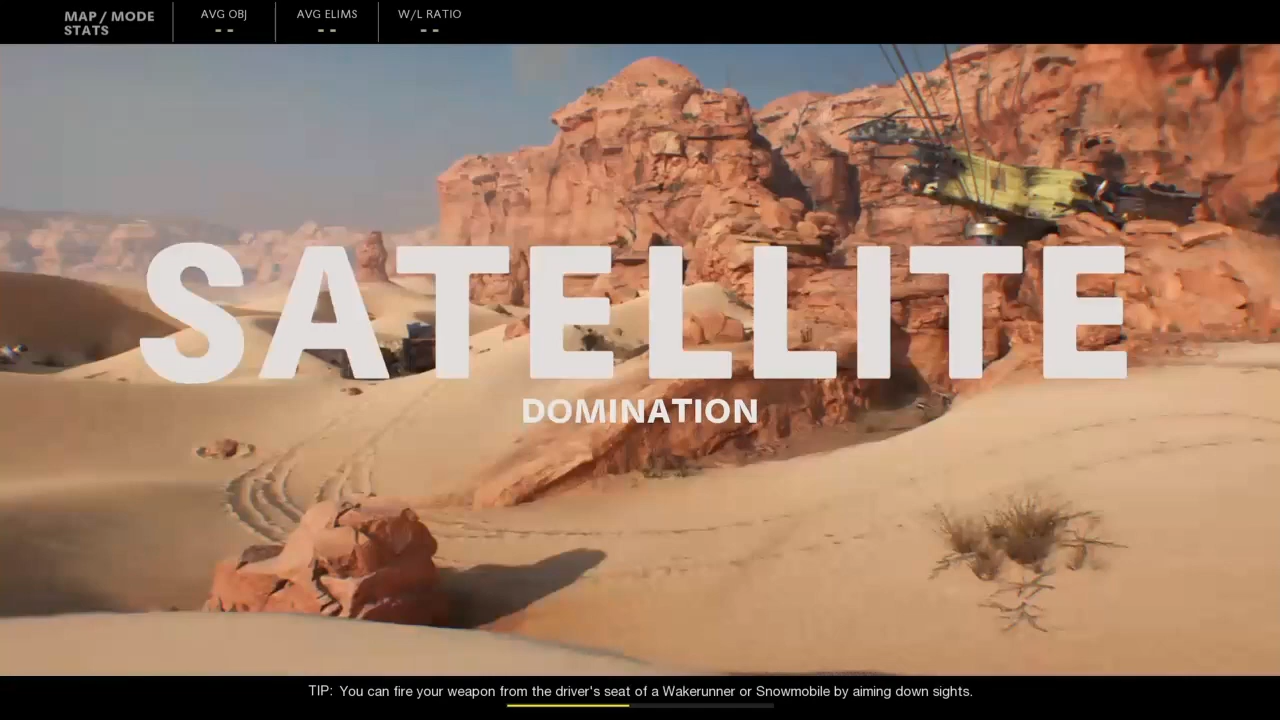 MAP / MODE
STATS
AVG OBJ
--
AVG ELIMS
--
W/L RATIO
--
SATELLITE
DOMINATION
TIP: You can fire your weapon from the driver's seat of a Wakerunner or Snowmobile by aiming down sights.